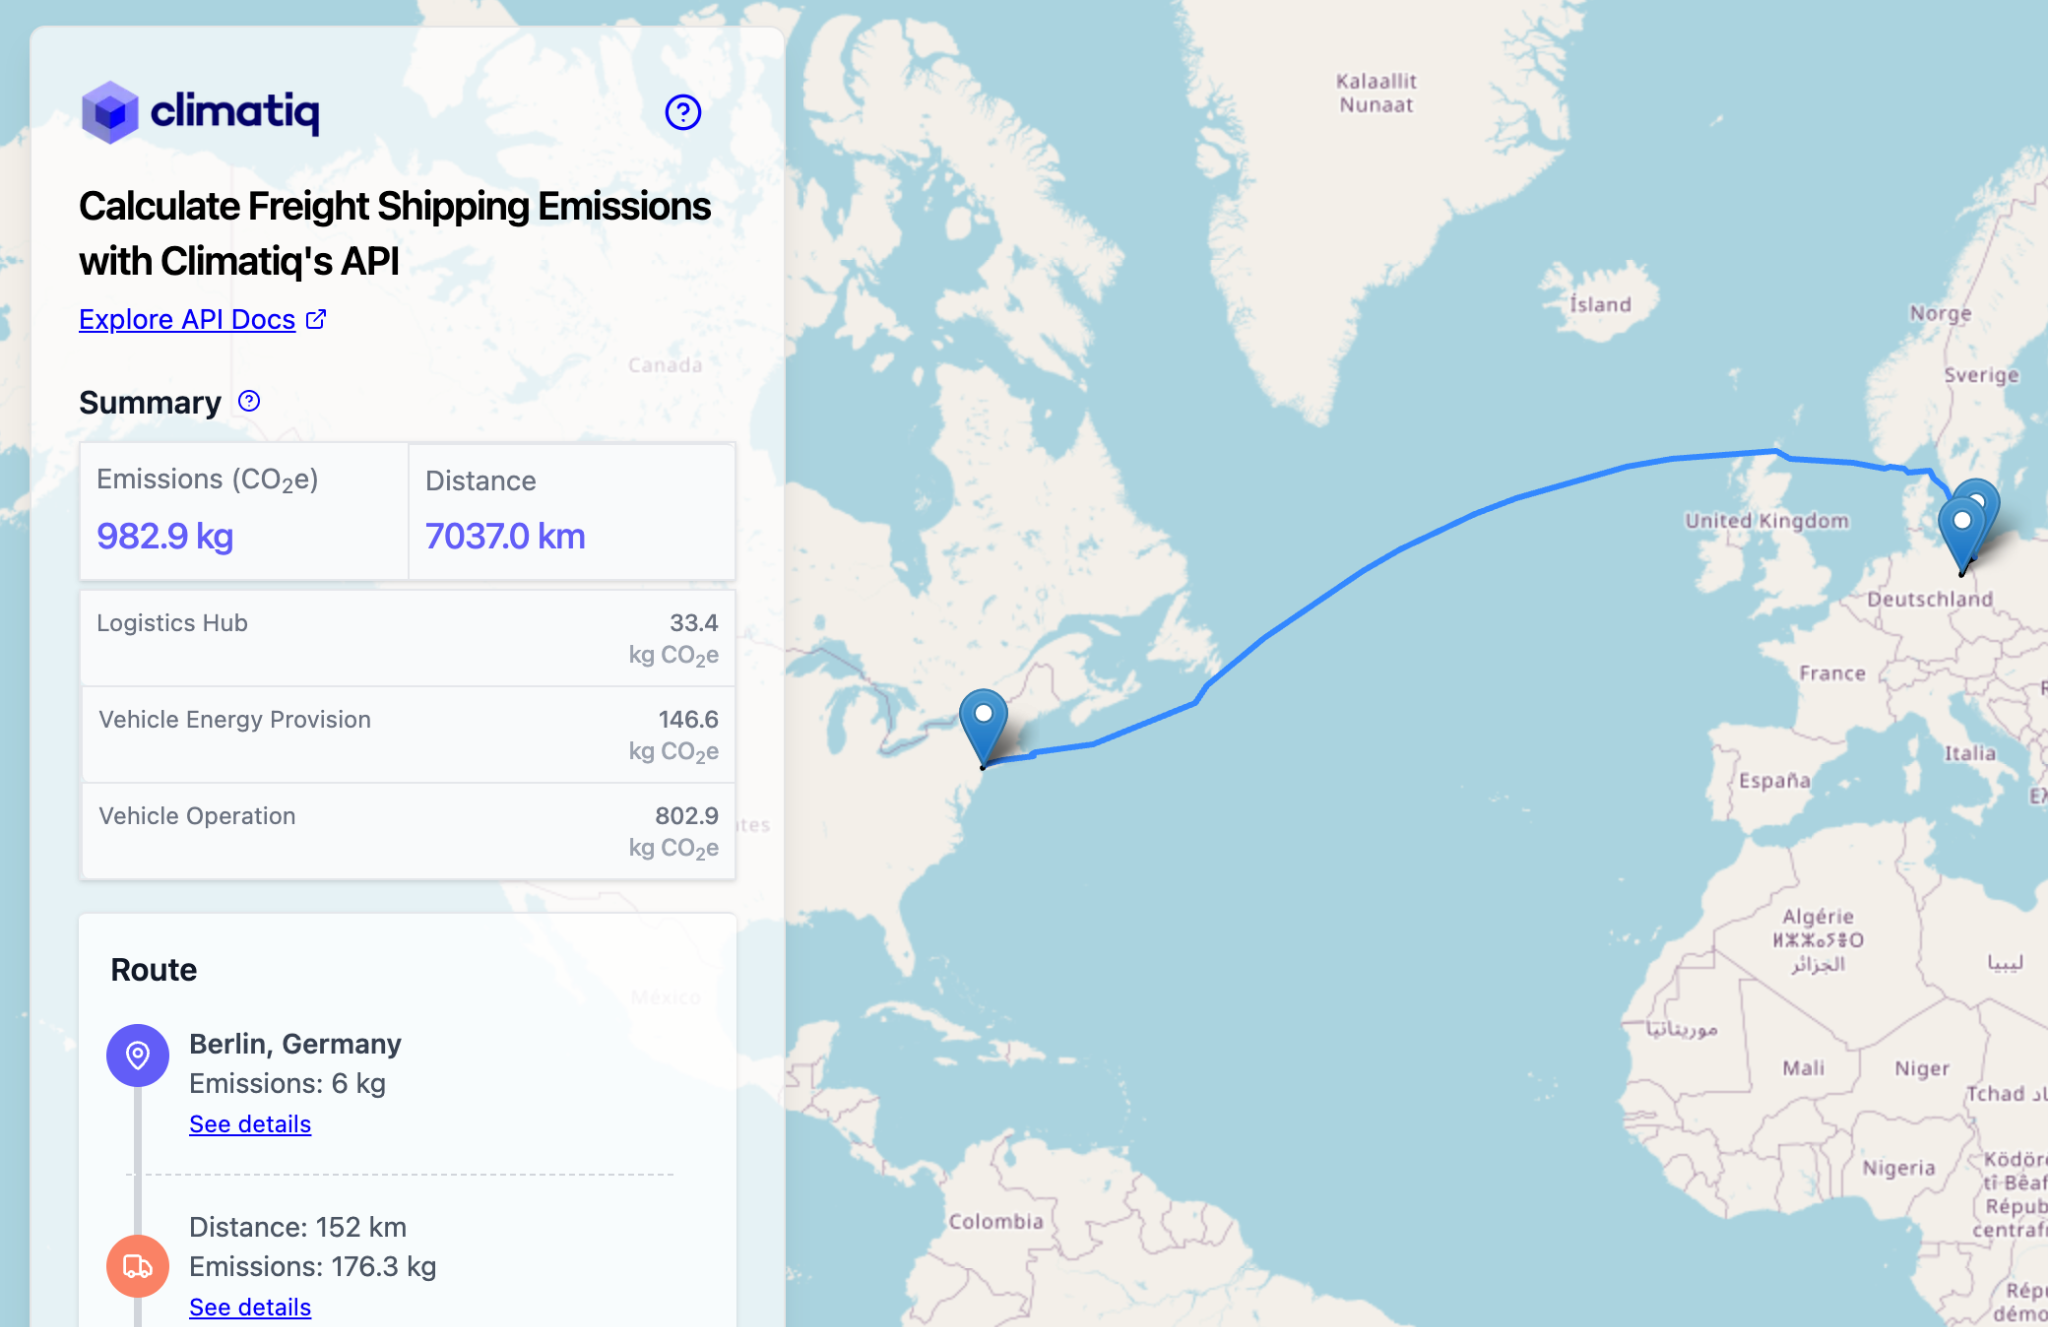 climatiq
Calculate Freight Shipping Emissions
with Climatiq's API
Explore API Docs
Summary
Emissions (CO₂e)
982.9 kg
Distance
7037.0 km
Logistics Hub
33.4
kg CO₂e
Vehicle Energy Provision
146.6
kg CO₂e
Vehicle Operation
802.9
kg CO₂e
Route
Berlin, Germany
Emissions: 6 kg
See details
Distance: 152 km
Emissions: 176.3 kg
See details
Canada
México
Kalaallit
Nunaat
Ísland
Norge
Sverige
United Kingdom
Deutschland
France
Italia
España
Algérie
ⵍⵣⵣⴰⵢⴻⵔ
الجزائر
ليبيا
موريتانيا
Mali
Niger
Tchad
Nigeria
Colombia